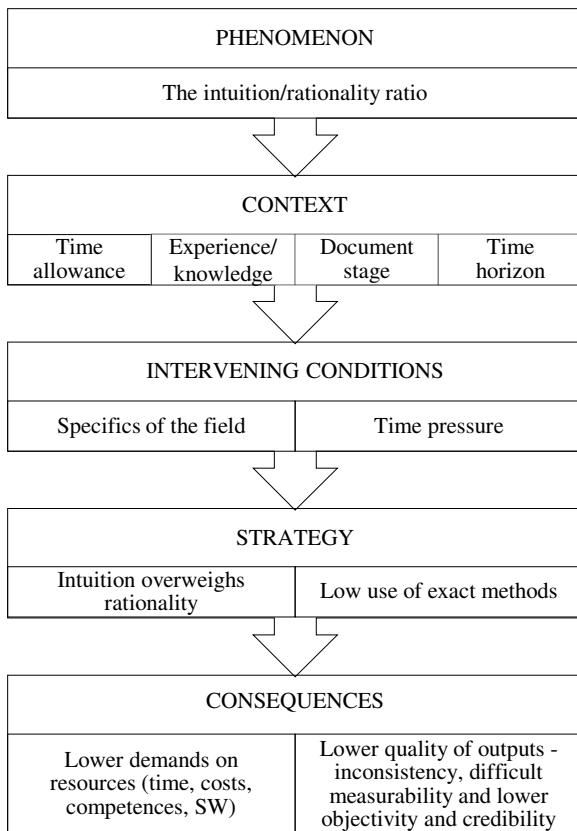 PHENOMENON
The intuition/rationality ratio
CONTEXT
Time
allowance
Experience/
knowledge
Document
stage
Time
horizon
INTERVENING CONDITIONS
Specifics of the field
Time pressure
STRATEGY
Intuition overweighs
rationality
Low use of exact methods
CONSEQUENCES
Lower demands on
resources (time, costs,
competences, SW)
Lower quality of outputs -
inconsistency, difficult
measurability and lower
objectivity and credibility